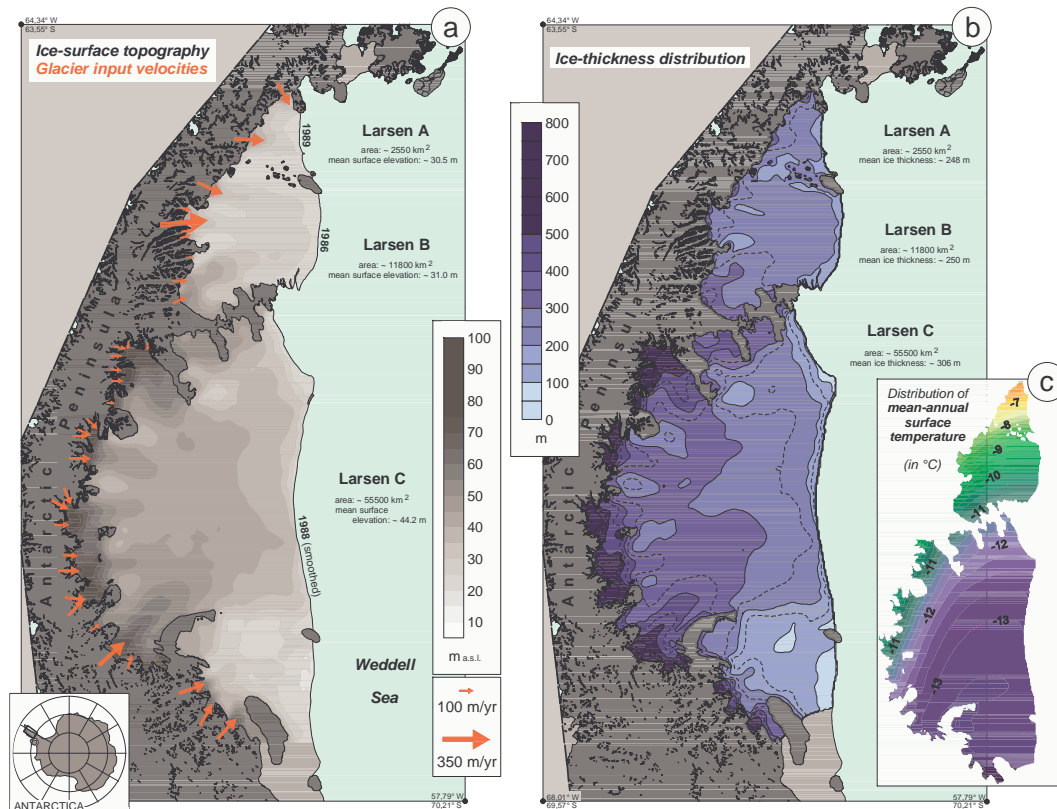 64,34° W
63,55° S
a
Ice-surface topography
Glacier input velocities
1989
Larsen A
area: ~ 2550 km²
mean surface elevation: ~ 30.5 m
1986
Larsen B
area: ~ 11800 km²
mean surface elevation: ~ 31.0 m
Antarctic Peninsula
Larsen C
area: ~ 55500 km²
mean surface
elevation: ~ 44.2 m
1988 (smoothed)
Weddell
Sea
100
90
80
70
60
50
40
30
20
10
m a.s.l.
100 m/yr
350 m/yr
ANTARCTICA
57,79° W
70,21° S
64,34° W
63,55° S
b
Ice-thickness distribution
800
700
600
500
400
300
200
100
0
m
Larsen A
area: ~ 2550 km²
mean ice thickness: ~ 248 m
Larsen B
area: ~ 11800 km²
mean ice thickness: ~ 250 m
Larsen C
area: ~ 55500 km²
mean ice thickness: ~ 306 m
Antarctic Peninsula
68,01° W
69,57° S
57,79° W
70,21° S
c
Distribution of
mean-annual
surface
temperature
(in °C)
-7
-8
-9
-10
-11
-12
-11
-12
-13
-11
-13